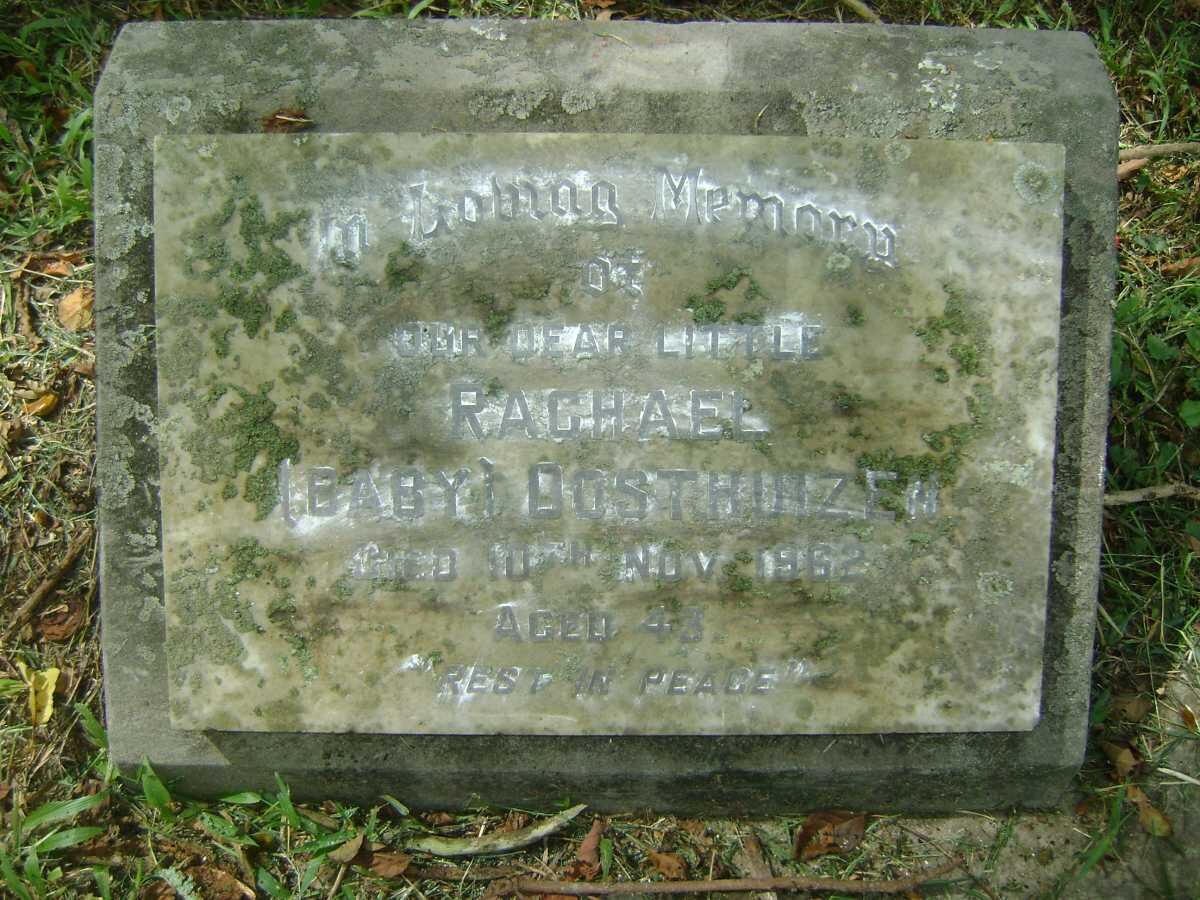 In Loving Memory
of
OUR DEAR LITTLE
RACHAEL
(BABY) OOSTHUIZEN
DIED 10TH NOV. 1962
AGED 43
"REST IN PEACE"